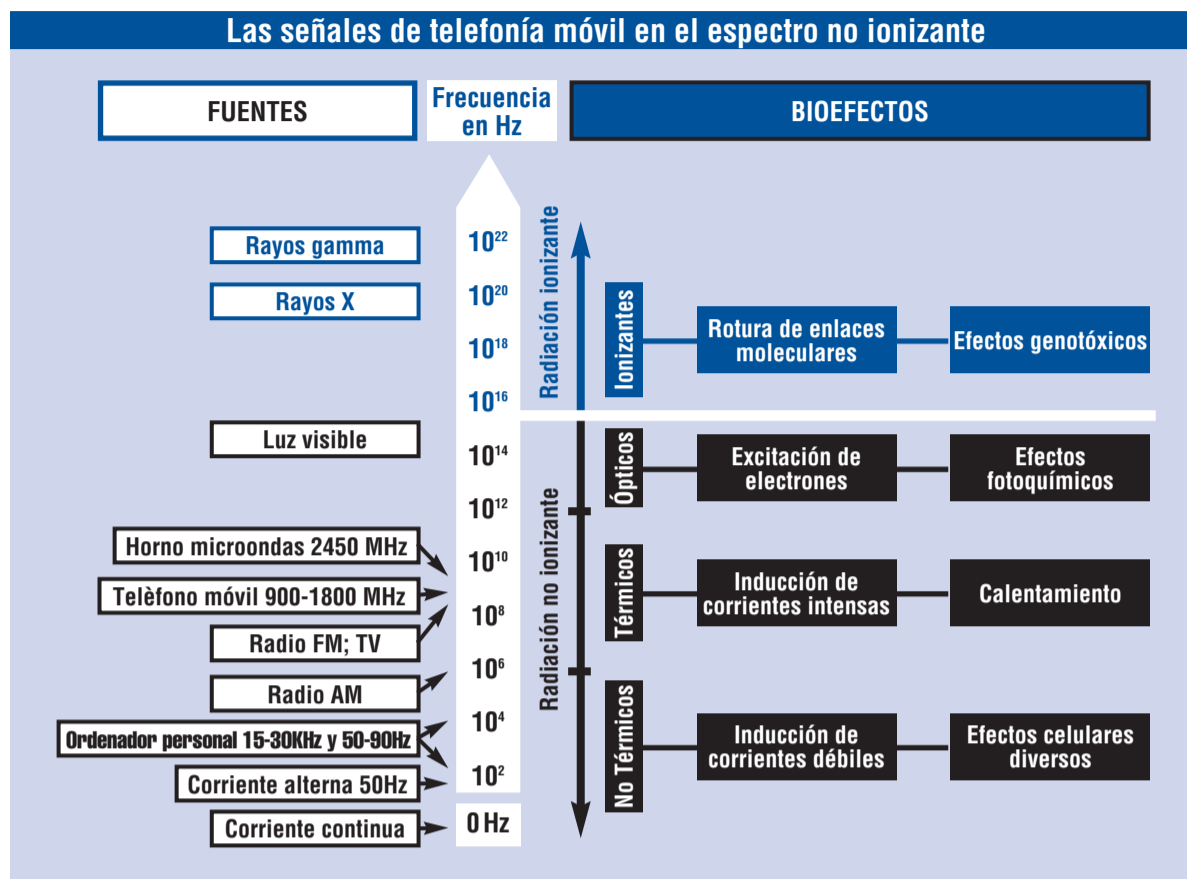 Las señales de telefonía móvil en el espectro no ionizante
FUENTES
Frecuencia
en Hz
BIOEFECTOS
Rayos gamma
Rayos X
Luz visible
Horno microondas 2450 MHz
Telèfono móvil 900-1800 MHz
Radio FM; TV
Radio AM
Ordenador personal 15-30KHz y 50-90Hz
Corriente alterna 50Hz
Corriente continua
10²²
10²⁰
10¹⁸
10¹⁶
10¹⁴
10¹²
10¹⁰
10⁸
10⁶
10⁴
10²
0 Hz
Radiación ionizante
Radiación no ionizante
Ionizantes
Rotura de enlaces
moleculares
Efectos genotóxicos
Ópticos
Excitación de
electrones
Efectos
fotoquímicos
Térmicos
Inducción de
corrientes intensas
Calentamiento
No Térmicos
Inducción de
corrientes débiles
Efectos celulares
diversos